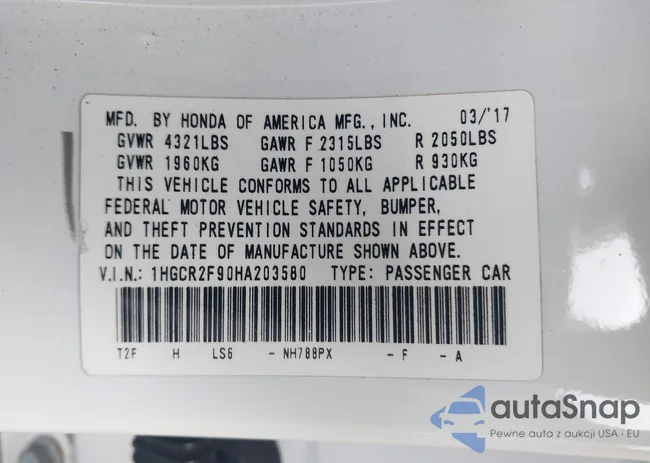 MFD. BY HONDA OF AMERICA MFG., INC. 03/'17
GVWR 4321LBS GAWR F 2315LBS R 2050LBS
GVWR 1960KG GAWR F 1050KG R 930KG
THIS VEHICLE CONFORMS TO ALL APPLICABLE
FEDERAL MOTOR VEHICLE SAFETY, BUMPER,
AND THEFT PREVENTION STANDARDS IN EFFECT
ON THE DATE OF MANUFACTURE SHOWN ABOVE.
V.I.N.: 1HGCR2F90HA203580 TYPE: PASSENGER CAR
T2F H LS6 - NH788PX - F - A
autaSnap
Pewne auta z aukcji USA i EU